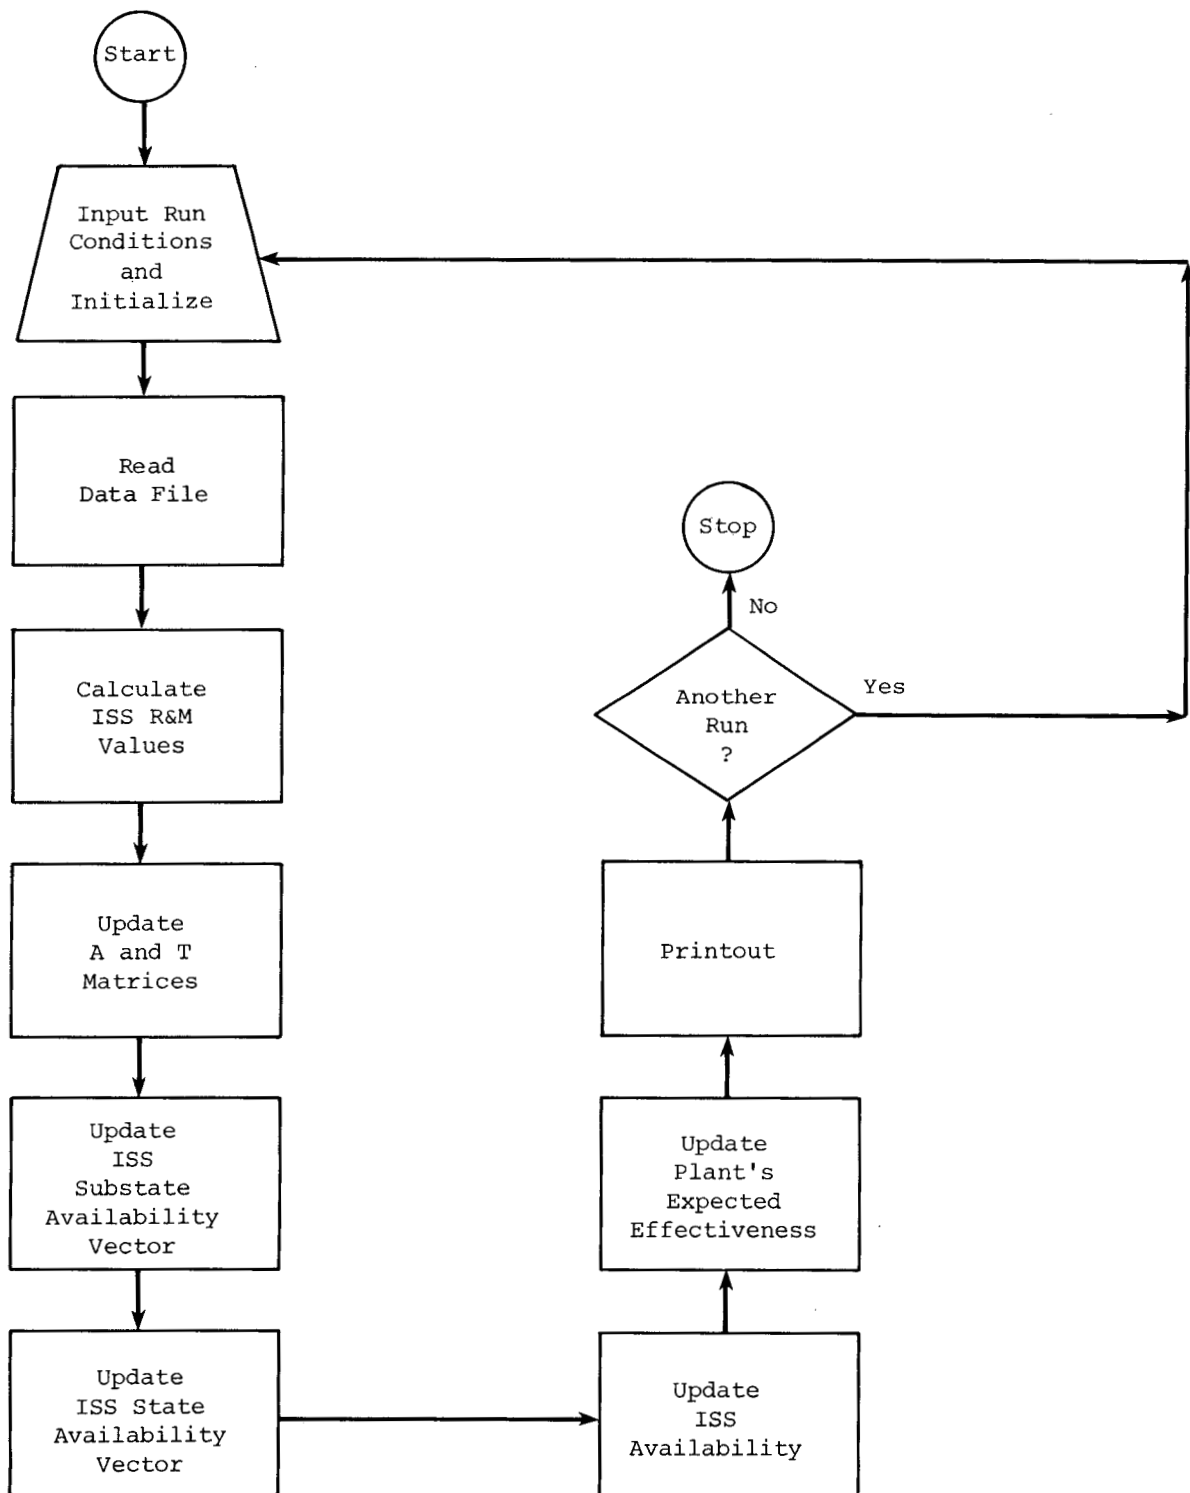 Start
Input Run
Conditions
and
Initialize
Read
Data File
Calculate
ISS R&M
Values
Update
A and T
Matrices
Update
ISS
Substate
Availability
Vector
Update
ISS State
Availability
Vector
Update
ISS
Availability
Update
Plant's
Expected
Effectiveness
Printout
Another
Run
?
Yes
No
Stop